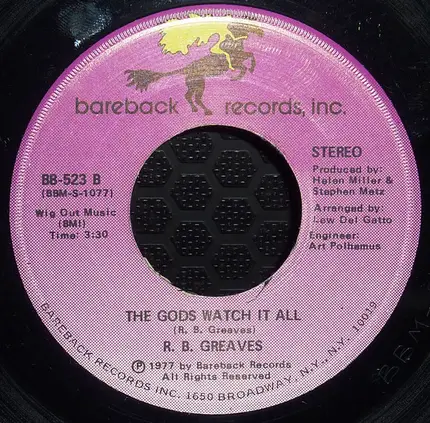 bareback records, inc.
STEREO
BB-523 B
(BBM-S-1077)
Wig Out Music
(BMI)
Time: 3:30
Produced by:
Helen Miller &
Stephen Metz
Arranged by:
Lew Del Gatto
Engineer:
Art Polhamus
THE GODS WATCH IT ALL
(R. B. Greaves)
R. B. GREAVES
Ⓟ 1977 by Bareback Records
All Rights Reserved
BAREBACK RECORDS INC. 1650 BROADWAY, N.Y., N.Y. 10019